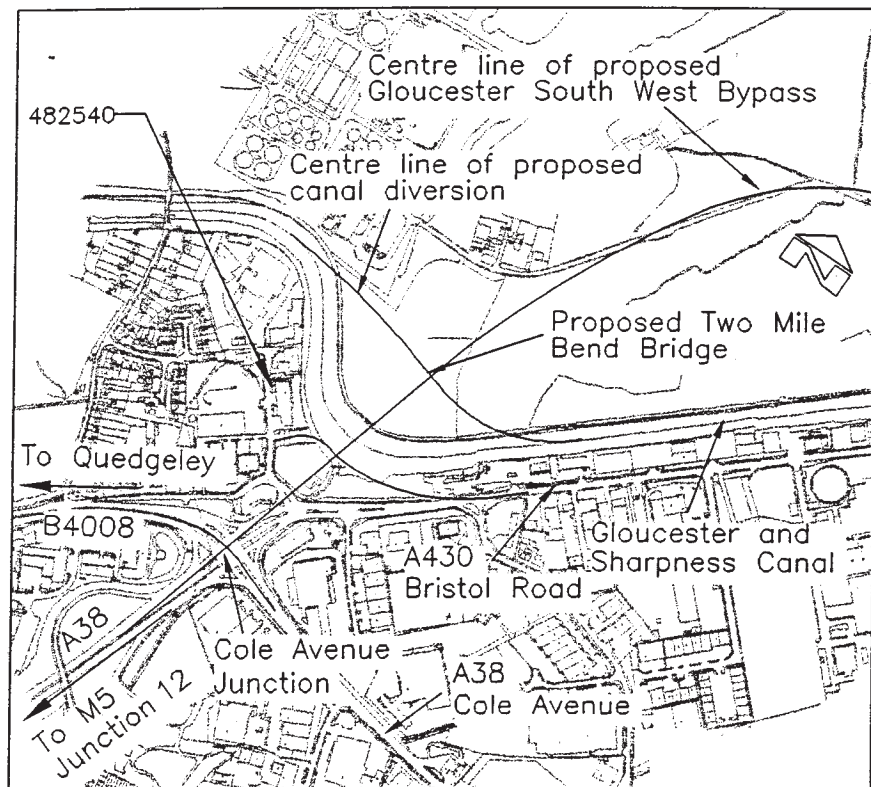 Centre line of proposed
Gloucester South West Bypass
482540
Centre line of proposed
canal diversion
Proposed Two Mile
Bend Bridge
To Quedgeley
B4008
A430
Bristol Road
Gloucester and
Sharpness Canal
A38
Cole Avenue
Junction
A38
Cole Avenue
To M5
Junction 12